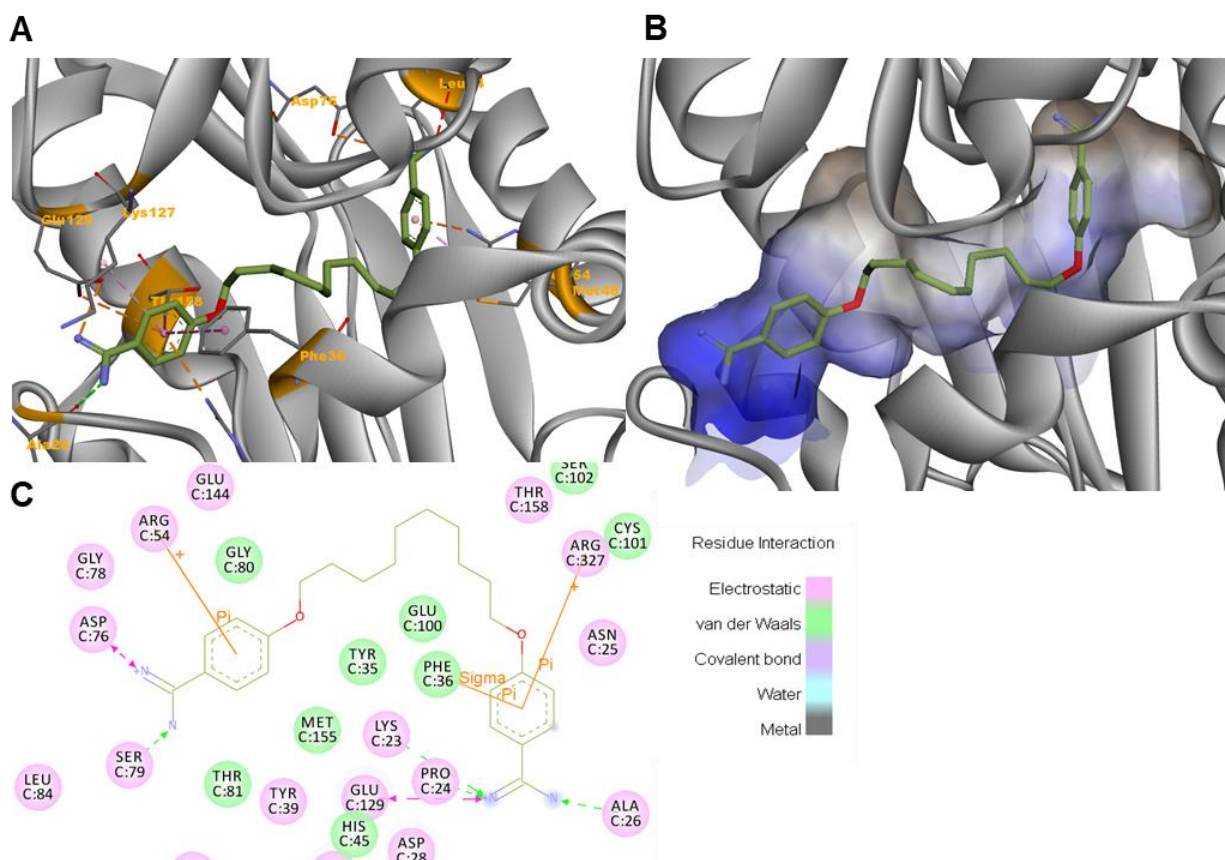 A
B
Asp76
Lys127
Phe36
Met48
54
C
GLU
C:144
ARG
C:54
GLY
C:78
GLY
C:80
ASP
C:76
Pi
+
O
N
+
N
SER
C:79
LEU
C:84
THR
C:81
TYR
C:39
MET
C:155
TYR
C:35
GLU
C:100
PHE
C:36
Sigma
Pi
Pi
+
O
LYS
C:23
PRO
C:24
GLU
C:129
HIS
C:45
ASP
C:28
N
N
ALA
C:26
ASN
C:25
ARG
C:327
CYS
C:101
SER
C:102
THR
C:158
Residue Interaction
Electrostatic
van der Waals
Covalent bond
Water
Metal